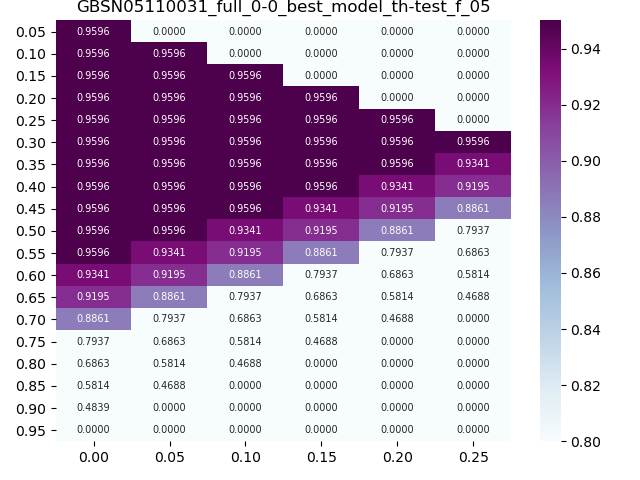 GBSN05110031_full_0-0_best_model_th-test_f_05
0.05 0.9596 0.0000 0.0000 0.0000 0.0000 0.0000
0.10 0.9596 0.9596 0.0000 0.0000 0.0000 0.0000
0.15 0.9596 0.9596 0.9596 0.0000 0.0000 0.0000
0.20 0.9596 0.9596 0.9596 0.9596 0.0000 0.0000
0.25 0.9596 0.9596 0.9596 0.9596 0.9596 0.0000
0.30 0.9596 0.9596 0.9596 0.9596 0.9596 0.9596
0.35 0.9596 0.9596 0.9596 0.9596 0.9596 0.9341
0.40 0.9596 0.9596 0.9596 0.9596 0.9341 0.9195
0.45 0.9596 0.9596 0.9596 0.9341 0.9195 0.8861
0.50 0.9596 0.9596 0.9341 0.9195 0.8861 0.7937
0.55 0.9596 0.9341 0.9195 0.8861 0.7937 0.6863
0.60 0.9341 0.9195 0.8861 0.7937 0.6863 0.5814
0.65 0.9195 0.8861 0.7937 0.6863 0.5814 0.4688
0.70 0.8861 0.7937 0.6863 0.5814 0.4688 0.0000
0.75 0.7937 0.6863 0.5814 0.4688 0.0000 0.0000
0.80 0.6863 0.5814 0.4688 0.0000 0.0000 0.0000
0.85 0.5814 0.4688 0.0000 0.0000 0.0000 0.0000
0.90 0.4839 0.0000 0.0000 0.0000 0.0000 0.0000
0.95 0.0000 0.0000 0.0000 0.0000 0.0000 0.0000
0.00 0.05 0.10 0.15 0.20 0.25
0.94
0.92
0.90
0.88
0.86
0.84
0.82
0.80